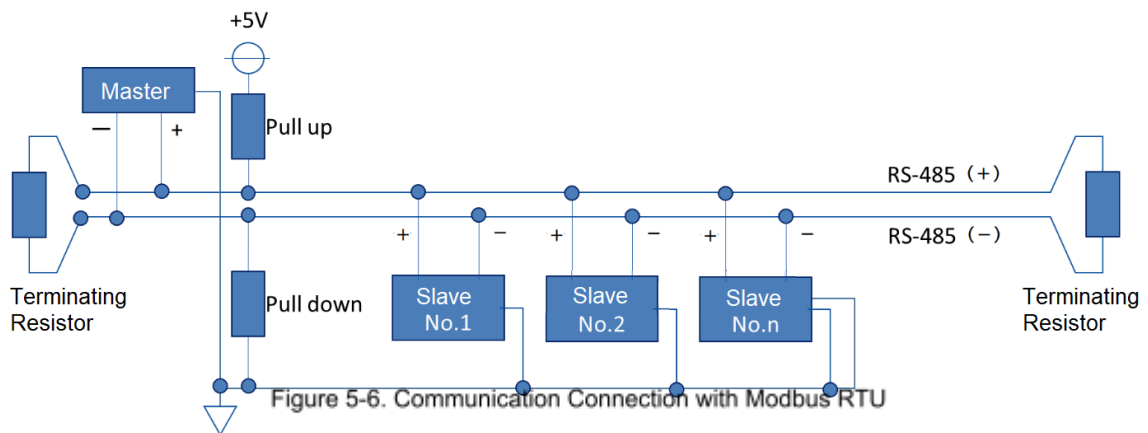 +5V
Master
− +
Pull up
RS-485 (+)
RS-485 (−)
+ − + − + −
Terminating
Resistor
Pull down
Slave
No.1
Slave
No.2
Slave
No.n
Terminating
Resistor
Figure 5-6. Communication Connection with Modbus RTU